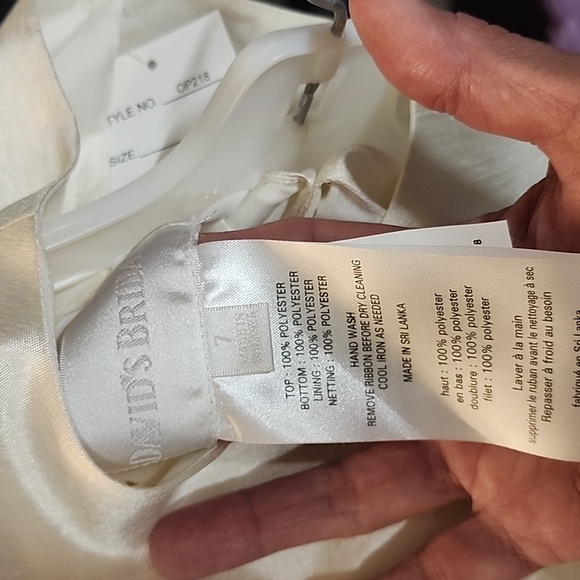 TYLE NO. OP218
SIZE
DAVID'S BRIDAL
7
TOP : 100% POLYESTER
BOTTOM : 100% POLYESTER
LINING : 100% POLYESTER
NETTING : 100% POLYESTER
HAND WASH
REMOVE RIBBON BEFORE DRY CLEANING
COOL IRON AS NEEDED
MADE IN SRI LANKA
haut : 100% polyester
en bas : 100% polyester
doublure : 100% polyester
filet : 100% polyester
Laver à la main
supprimer le ruban avant le nettoyage à sec
Repasser à froid au besoin
8